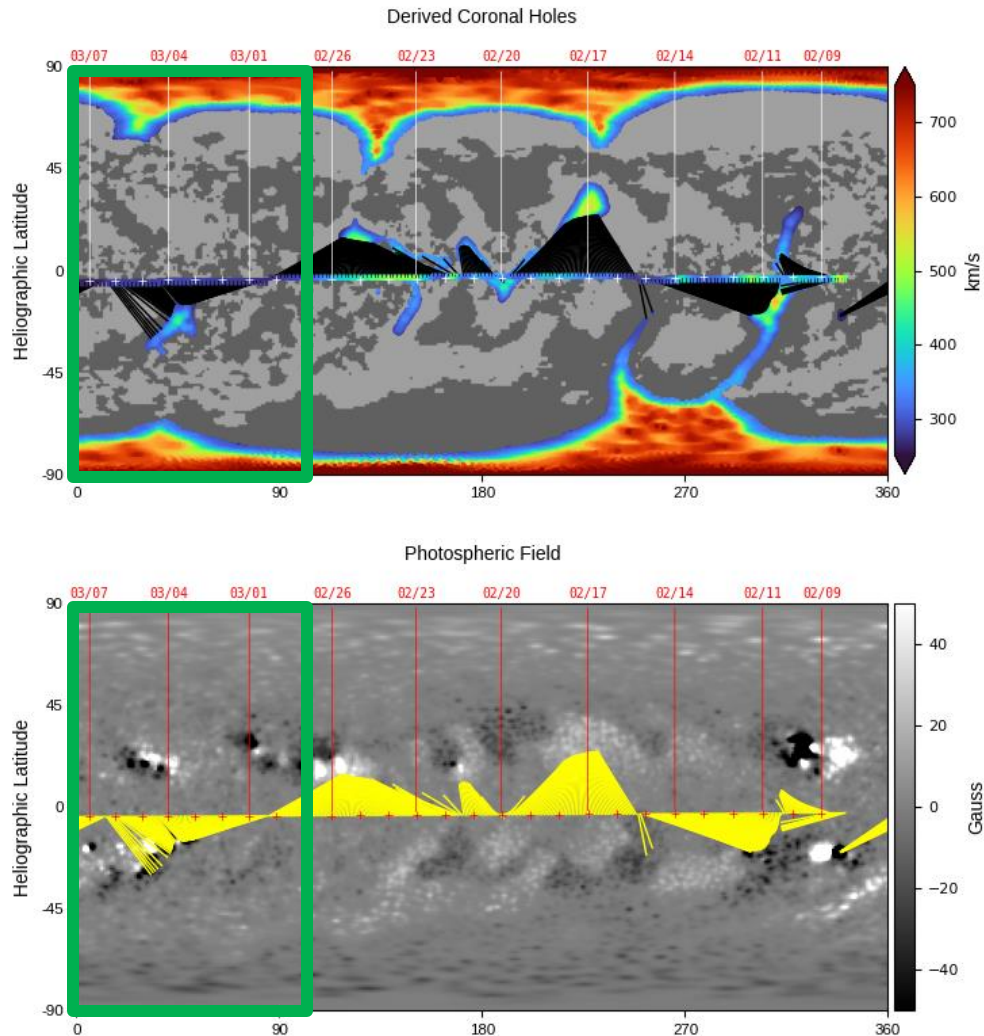 Derived Coronal Holes
03/07 03/04 03/01 02/26 02/23 02/20 02/17 02/14 02/11 02/09
90
45
0
-45
-90
Heliographic Latitude
0 90 180 270 360
700
600
500
400
300
km/s
Photospheric Field
03/07 03/04 03/01 02/26 02/23 02/20 02/17 02/14 02/11 02/09
90
45
0
-45
-90
Heliographic Latitude
0 90 180 270 360
40
20
0
−20
−40
Gauss